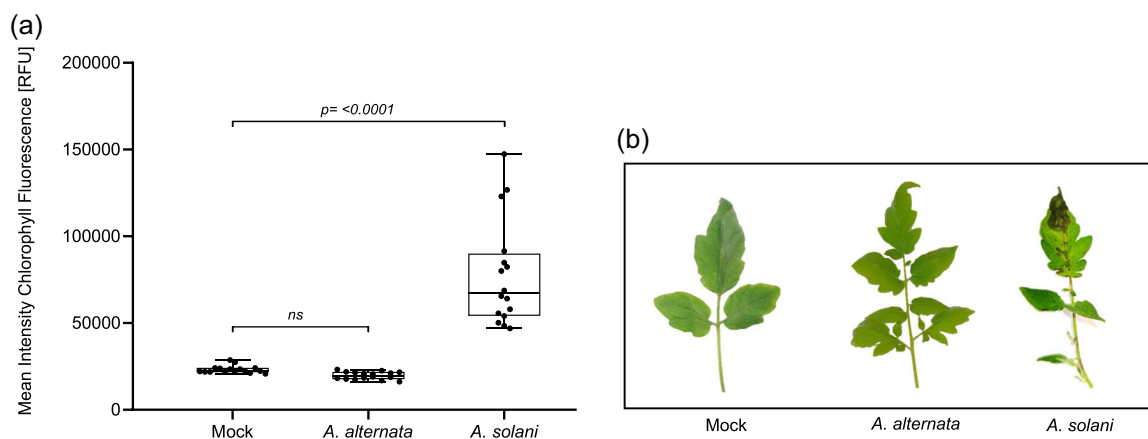 (a)
Mean Intensity Chlorophyll Fluorescence [RFU]
200000
150000
100000
50000
0
p= <0.0001
ns
Mock
A. alternata
A. solani
(b)
Mock
A. alternata
A. solani